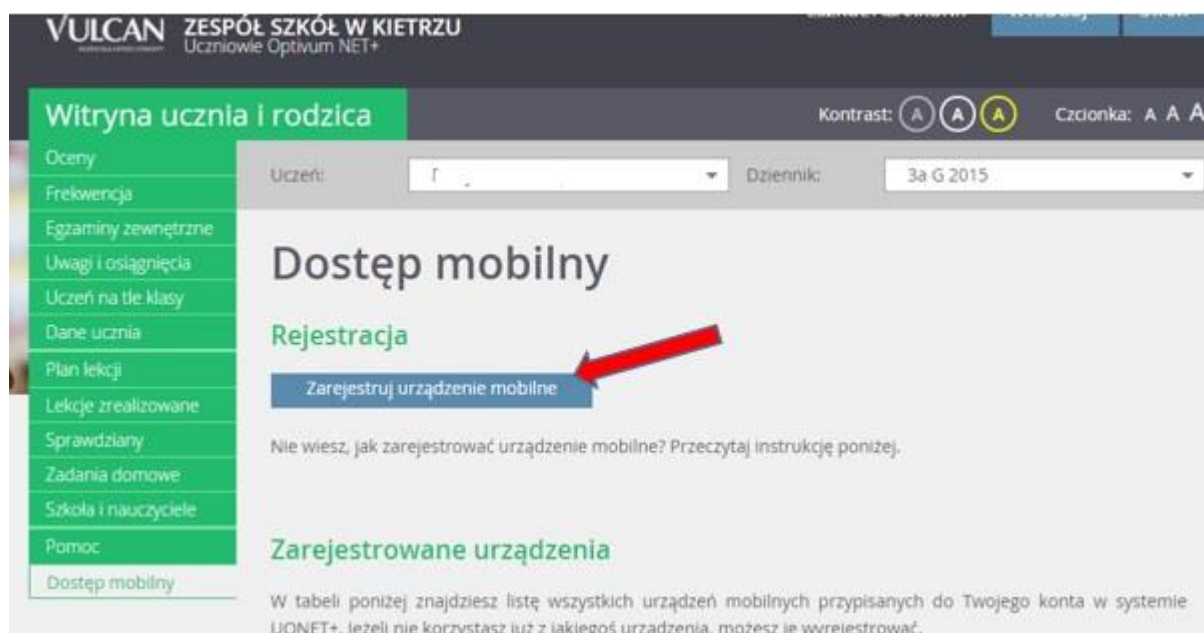 VULCAN ZESPÓŁ SZKÓŁ W KIETRZU
Uczniowie Optivum NET+
Witryna ucznia i rodzica
Kontrast: A A A Czcionka: A A A
Oceny
Frekwencja
Egzaminy zewnętrzne
Uwagi i osiągnięcia
Uczeń na tle klasy
Dane ucznia
Plan lekcji
Lekcje zrealizowane
Sprawdziany
Zadania domowe
Szkoła i nauczyciele
Pomoc
Dostęp mobilny
Uczeń: Dziennik: 3a G 2015
Dostęp mobilny
Rejestracja
Zarejestruj urządzenie mobilne
Nie wiesz, jak zarejestrować urządzenie mobilne? Przeczytaj instrukcję poniżej.
Zarejestrowane urządzenia
W tabeli poniżej znajdziesz listę wszystkich urządzeń mobilnych przypisanych do Twojego konta w systemie
UONET+. Jeżeli nie korzystasz już z jakiegoś urządzenia, możesz je wyrejestrować.